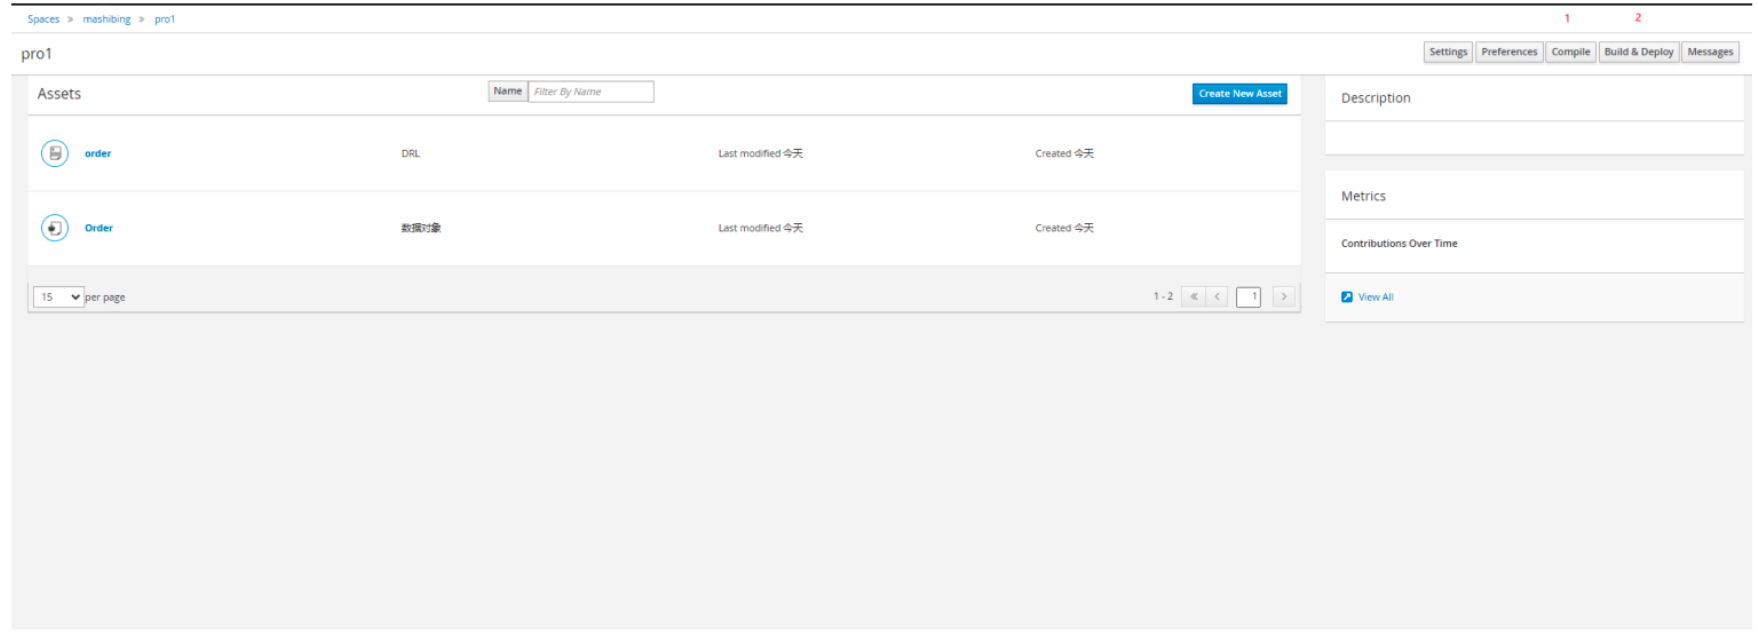 Spaces » mashibing » pro1
1 2
pro1
Settings Preferences Compile Build & Deploy Messages
Assets Name Filter By Name Create New Asset
Description
order DRL Last modified 今天 Created 今天
Metrics
Order 数据对象 Last modified 今天 Created 今天
Contributions Over Time
15 per page 1 - 2 « < 1 >
View All